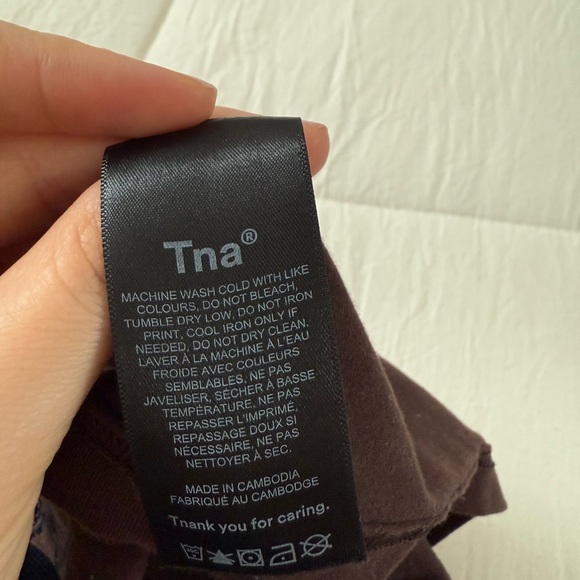 Tna®
MACHINE WASH COLD WITH LIKE
COLOURS, DO NOT BLEACH,
TUMBLE DRY LOW, DO NOT IRON
PRINT, COOL IRON ONLY IF
NEEDED, DO NOT DRY CLEAN.
LAVER À LA MACHINE À L'EAU
FROIDE AVEC COULEURS
SEMBLABLES, NE PAS
JAVELISER, SÉCHER À BASSE
TEMPÉRATURE, NE PAS
REPASSER L'IMPRIMÉ,
REPASSAGE DOUX SI
NÉCESSAIRE, NE PAS
NETTOYER À SEC.
MADE IN CAMBODIA
FABRIQUÉ AU CAMBODGE
Thank you for caring.